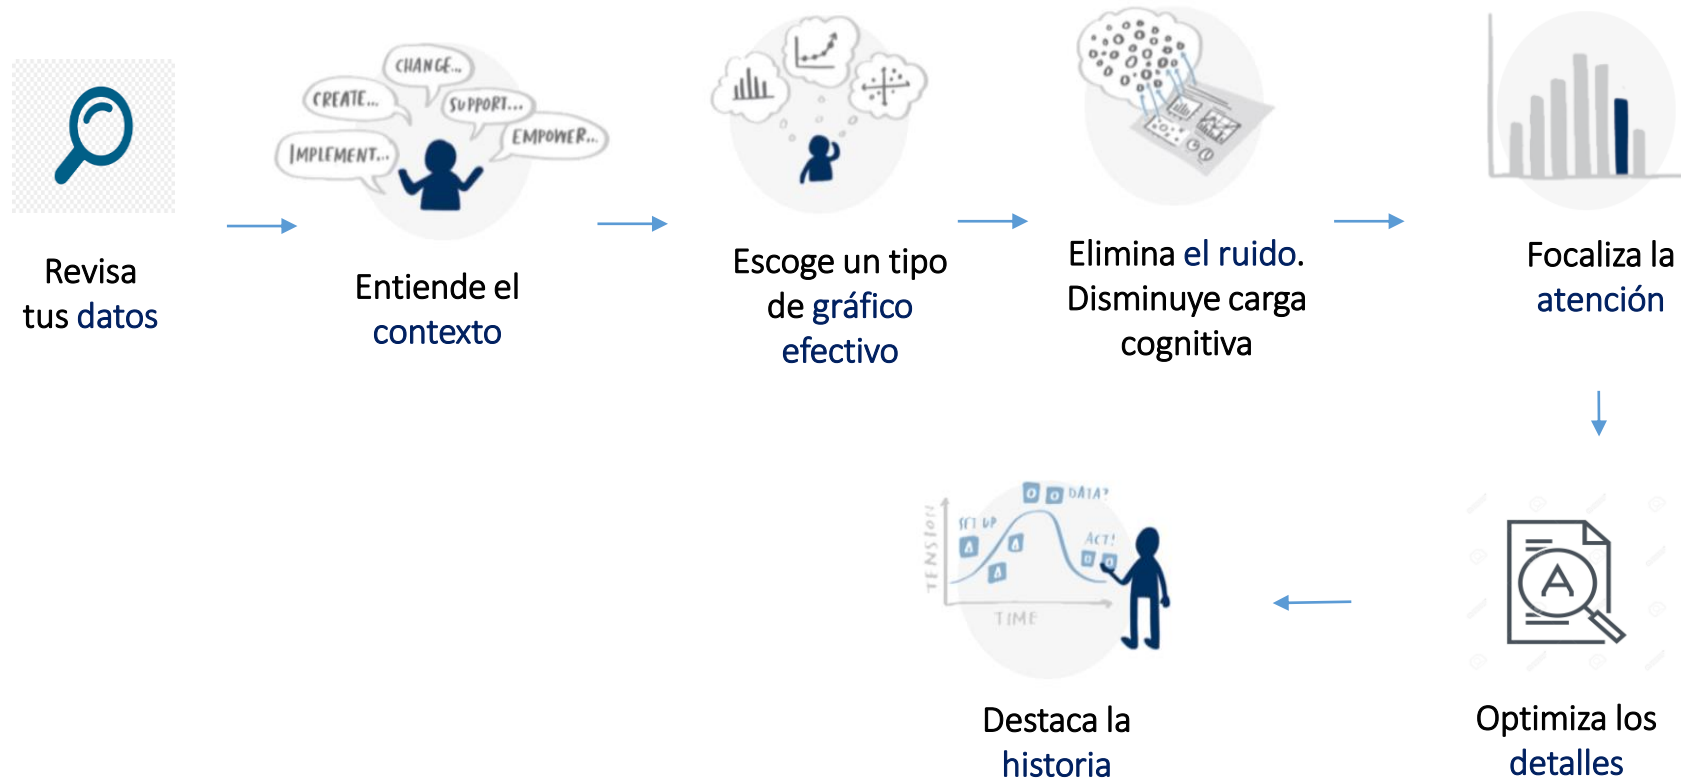 CHANGE...
CREATE...
SUPPORT...
EMPOWER...
IMPLEMENT...
Revisa
tus datos
Entiende el
contexto
Escoge un tipo
de gráfico
efectivo
Elimina el ruido.
Disminuye carga
cognitiva
Focaliza la
atención
TENSION
SET UP
DATA?
ACT!
TIME
A
Destaca la
historia
Optimiza los
detalles